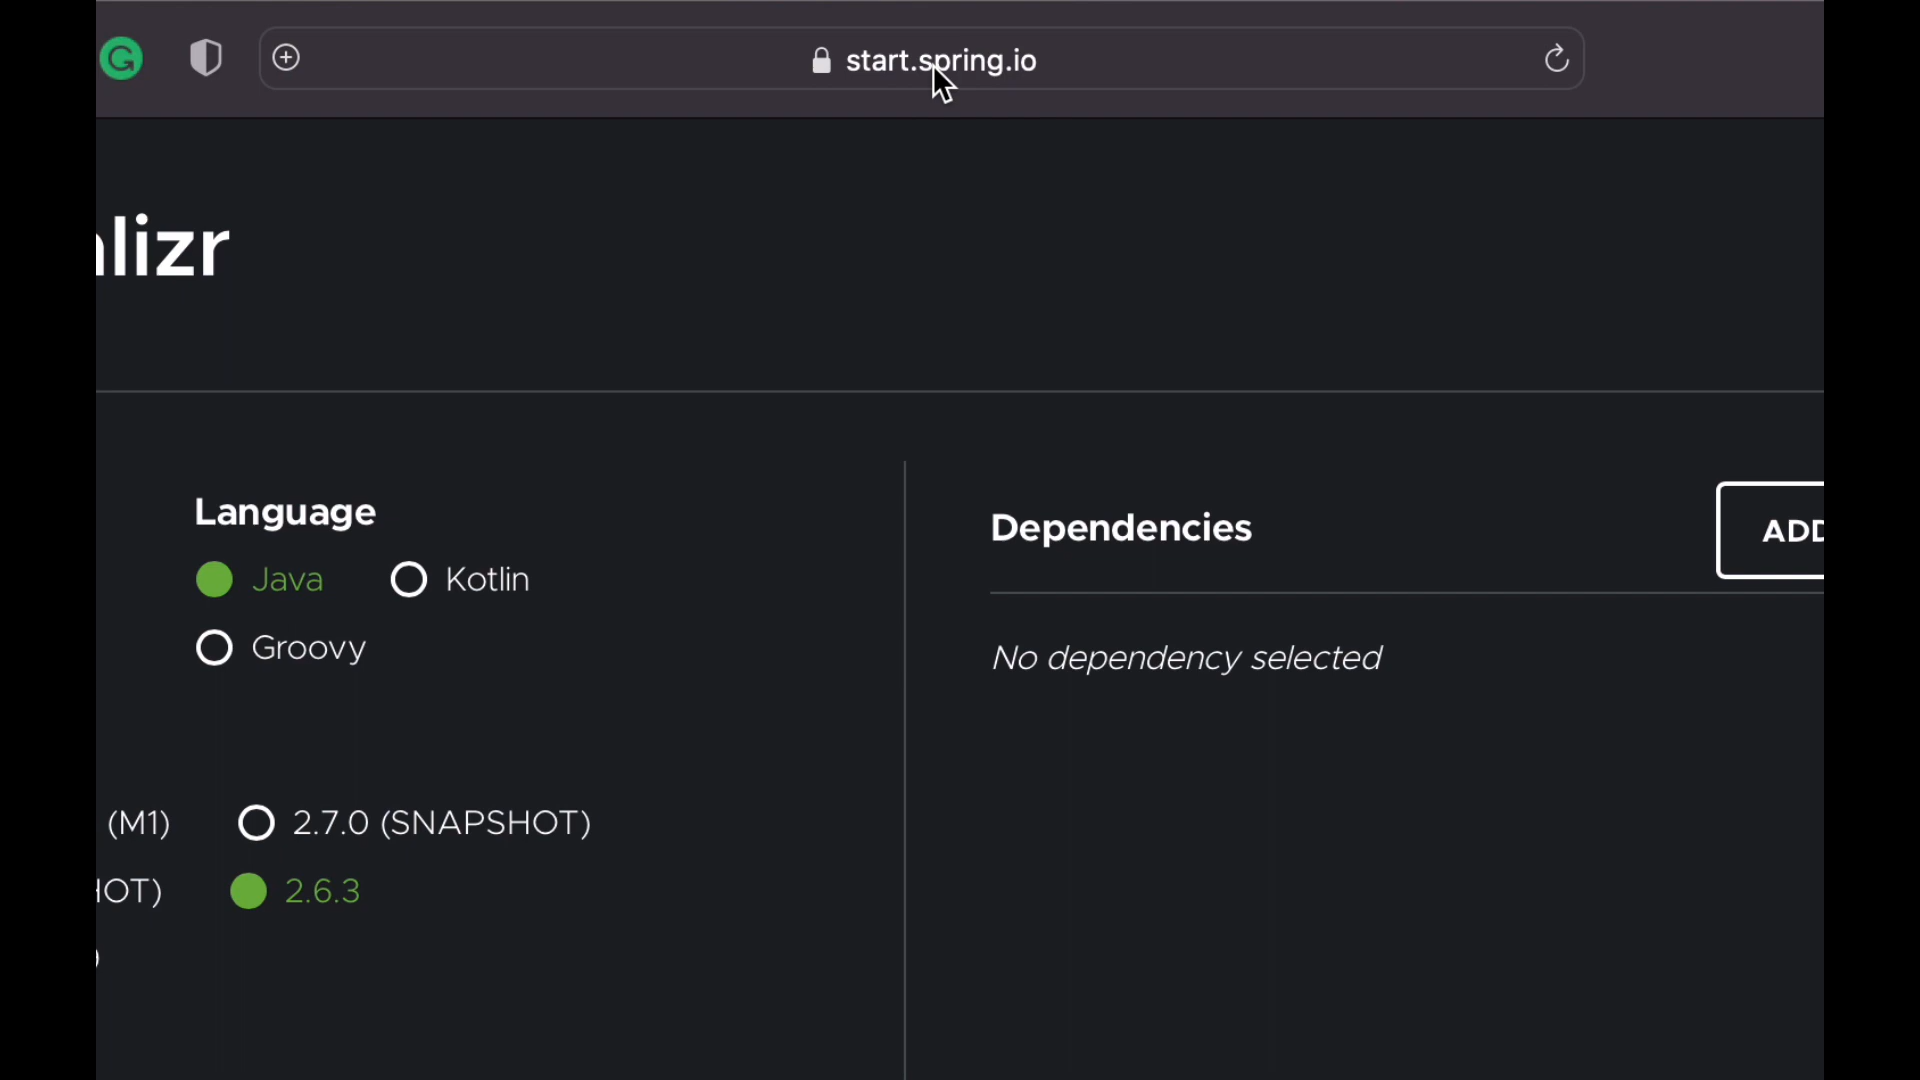 start.spring.io
lizr
Language
Java
Kotlin
Groovy
(M1)
2.7.0 (SNAPSHOT)
HOT)
2.6.3
Dependencies
ADD
No dependency selected